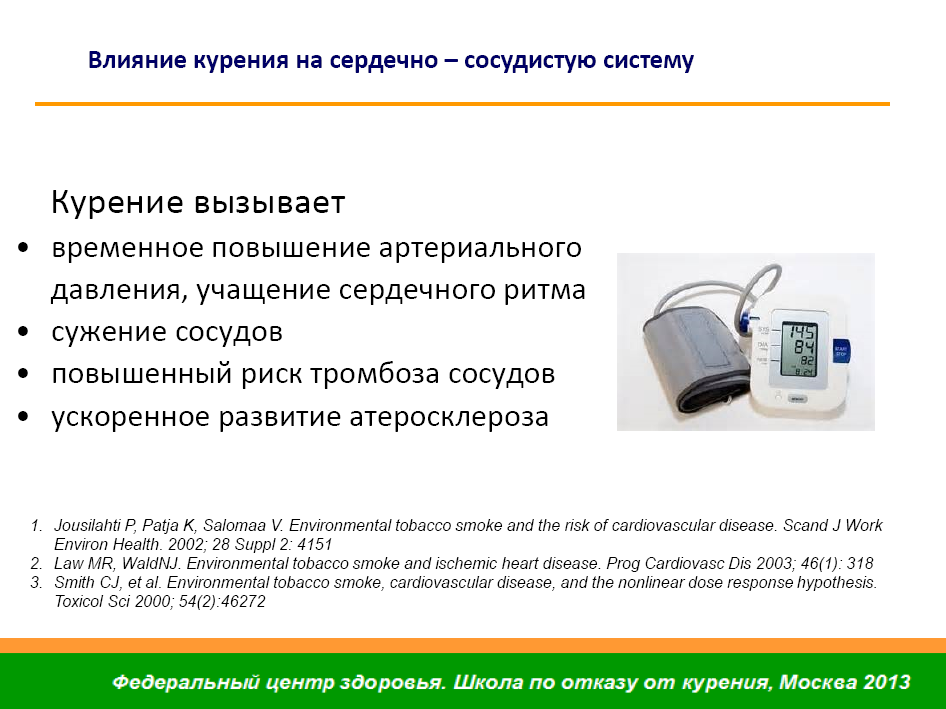 Влияние курения на сердечно – сосудистую систему
Курение вызывает
• временное повышение артериального
давления, учащение сердечного ритма
• сужение сосудов
• повышенный риск тромбоза сосудов
• ускоренное развитие атеросклероза
145
84
82
1. Jousilahti P, Patja K, Salomaa V. Environmental tobacco smoke and the risk of cardiovascular disease. Scand J Work
Environ Health. 2002; 28 Suppl 2: 4151
2. Law MR, WaldNJ. Environmental tobacco smoke and ischemic heart disease. Prog Cardiovasc Dis 2003; 46(1): 318
3. Smith CJ, et al. Environmental tobacco smoke, cardiovascular disease, and the nonlinear dose response hypothesis.
Toxicol Sci 2000; 54(2):46272
Федеральный центр здоровья. Школа по отказу от курения, Москва 2013